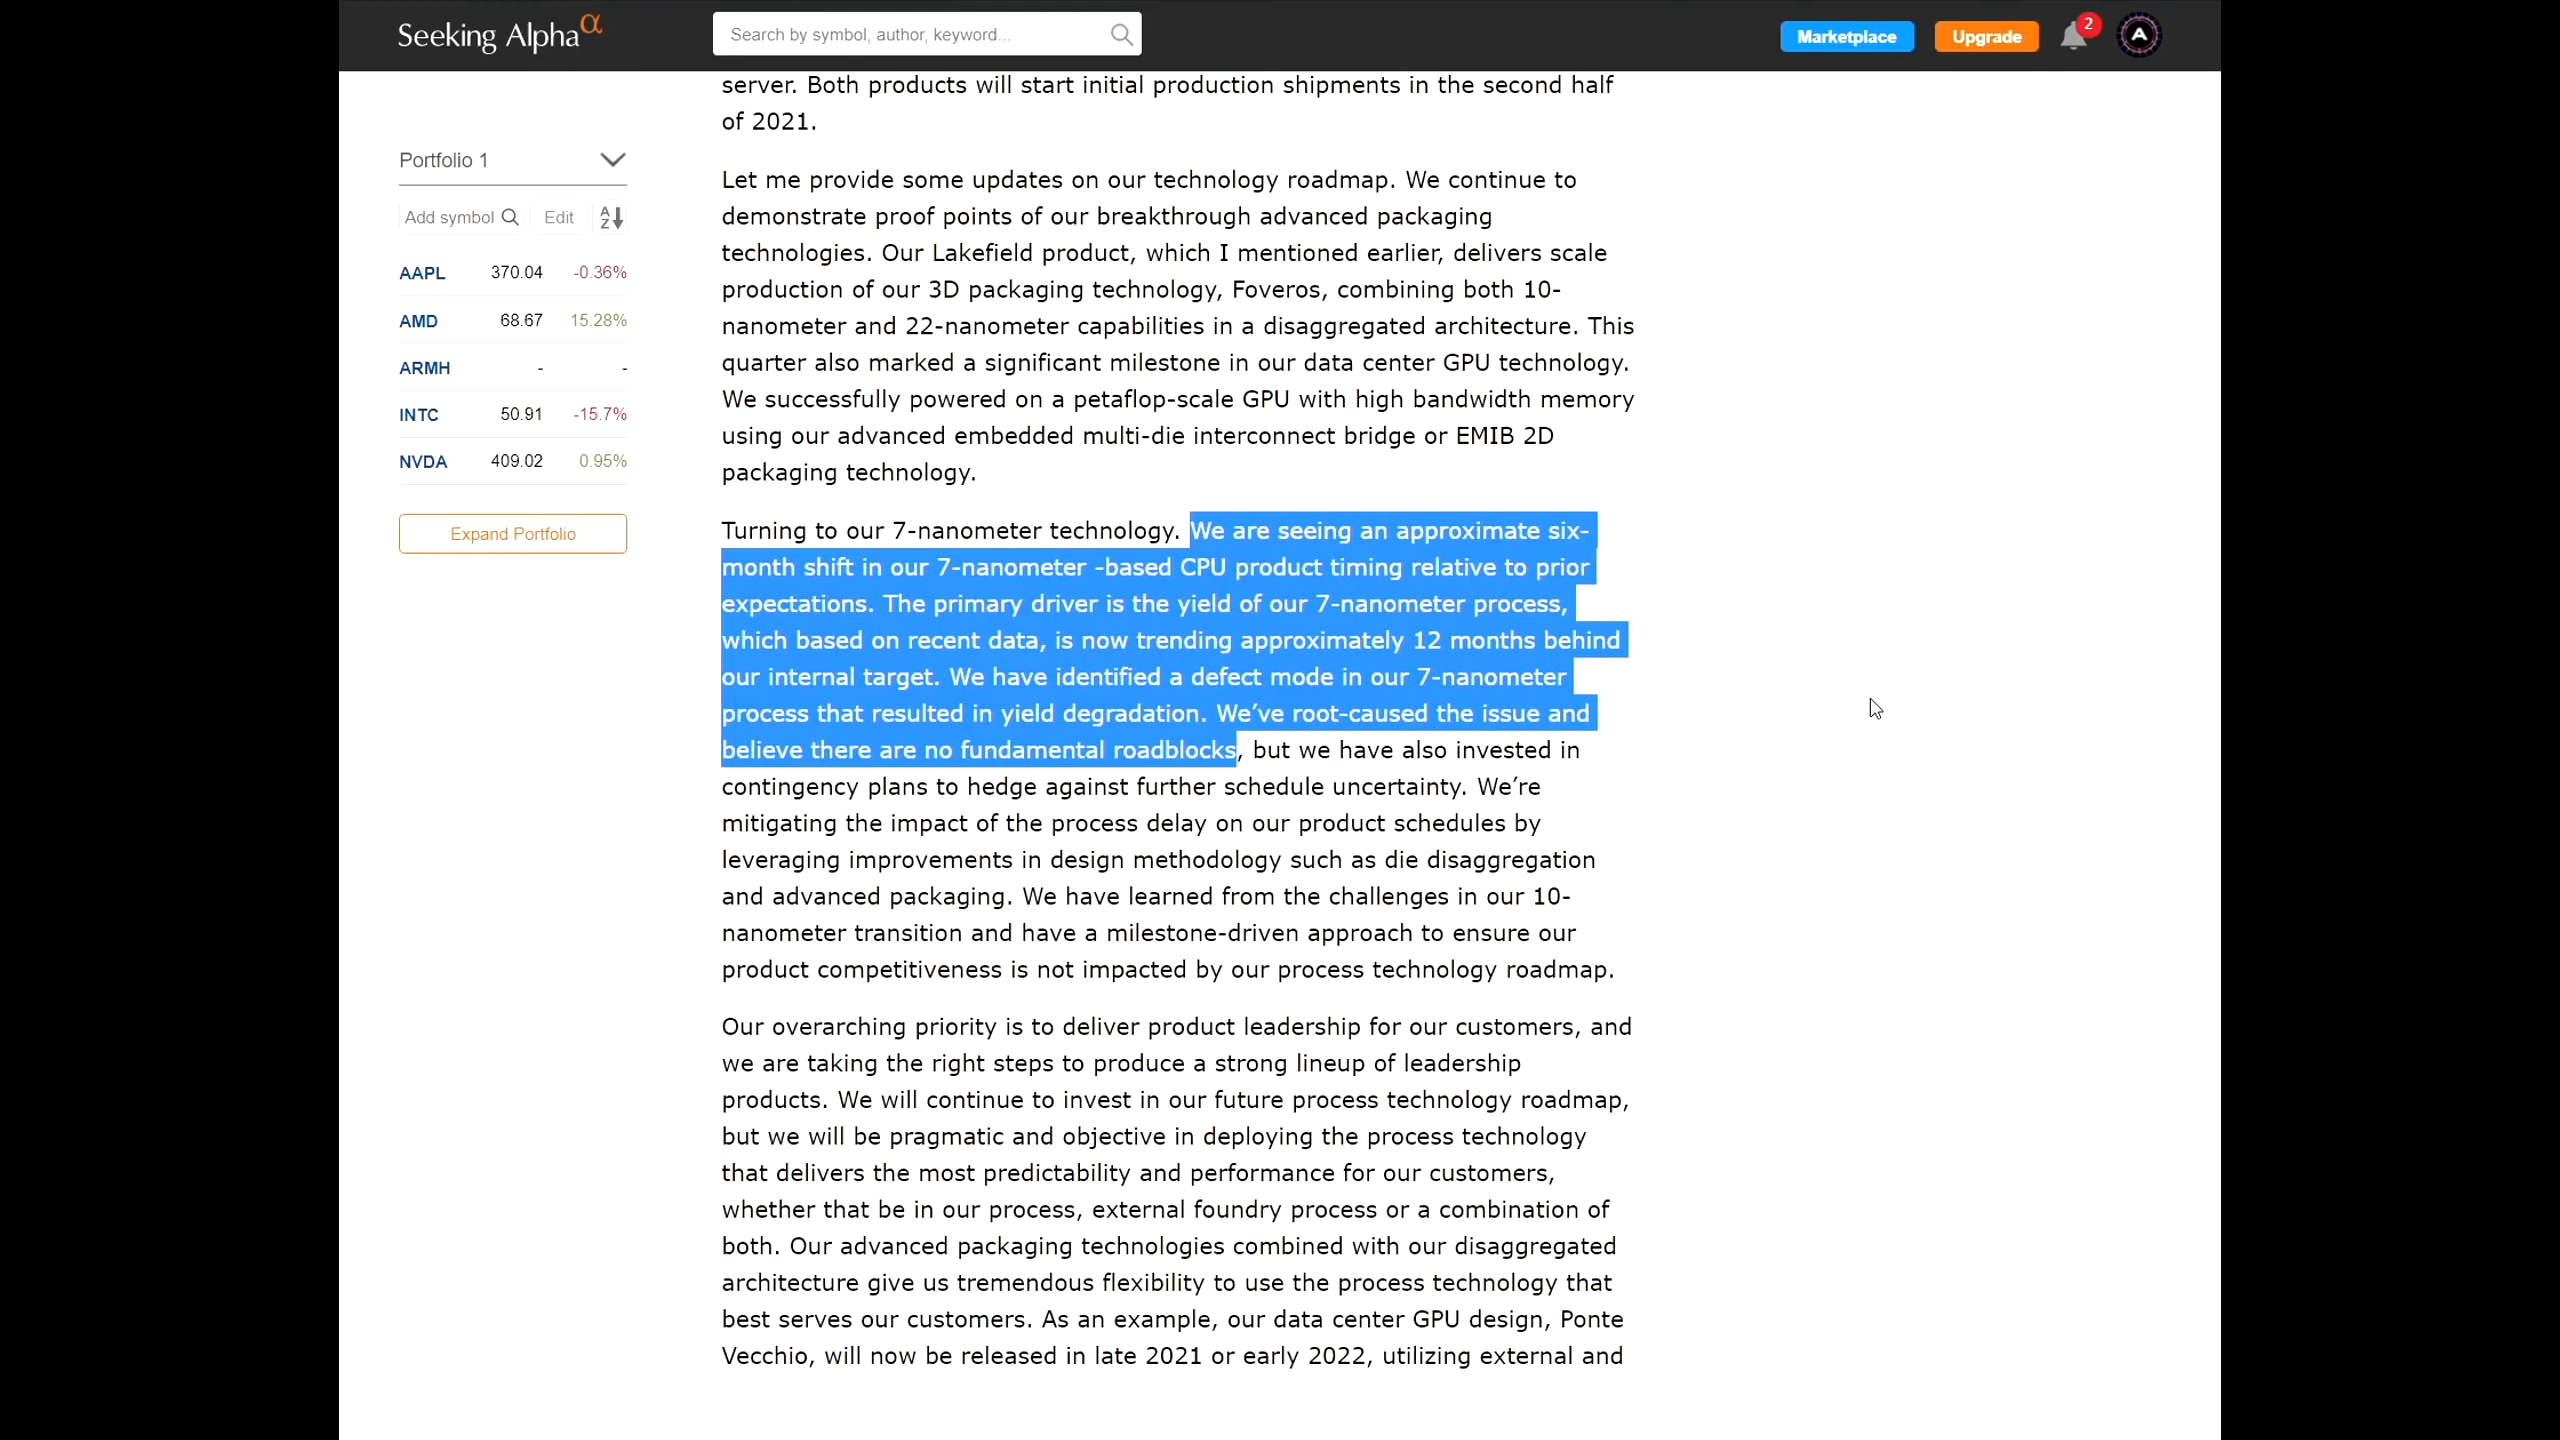 Seeking Alpha α
Search by symbol, author, keyword...
Marketplace
Upgrade
2
A
Portfolio 1
Add symbol
Edit
A
Z
AAPL 370.04 -0.36%
AMD 68.67 15.28%
ARMH - -
INTC 50.91 -15.7%
NVDA 409.02 0.95%
Expand Portfolio
server. Both products will start initial production shipments in the second half
of 2021.
Let me provide some updates on our technology roadmap. We continue to
demonstrate proof points of our breakthrough advanced packaging
technologies. Our Lakefield product, which I mentioned earlier, delivers scale
production of our 3D packaging technology, Foveros, combining both 10-
nanometer and 22-nanometer capabilities in a disaggregated architecture. This
quarter also marked a significant milestone in our data center GPU technology.
We successfully powered on a petaflop-scale GPU with high bandwidth memory
using our advanced embedded multi-die interconnect bridge or EMIB 2D
packaging technology.
Turning to our 7-nanometer technology. We are seeing an approximate six-
month shift in our 7-nanometer -based CPU product timing relative to prior
expectations. The primary driver is the yield of our 7-nanometer process,
which based on recent data, is now trending approximately 12 months behind
our internal target. We have identified a defect mode in our 7-nanometer
process that resulted in yield degradation. We’ve root-caused the issue and
believe there are no fundamental roadblocks, but we have also invested in
contingency plans to hedge against further schedule uncertainty. We’re
mitigating the impact of the process delay on our product schedules by
leveraging improvements in design methodology such as die disaggregation
and advanced packaging. We have learned from the challenges in our 10-
nanometer transition and have a milestone-driven approach to ensure our
product competitiveness is not impacted by our process technology roadmap.
Our overarching priority is to deliver product leadership for our customers, and
we are taking the right steps to produce a strong lineup of leadership
products. We will continue to invest in our future process technology roadmap,
but we will be pragmatic and objective in deploying the process technology
that delivers the most predictability and performance for our customers,
whether that be in our process, external foundry process or a combination of
both. Our advanced packaging technologies combined with our disaggregated
architecture give us tremendous flexibility to use the process technology that
best serves our customers. As an example, our data center GPU design, Ponte
Vecchio, will now be released in late 2021 or early 2022, utilizing external and